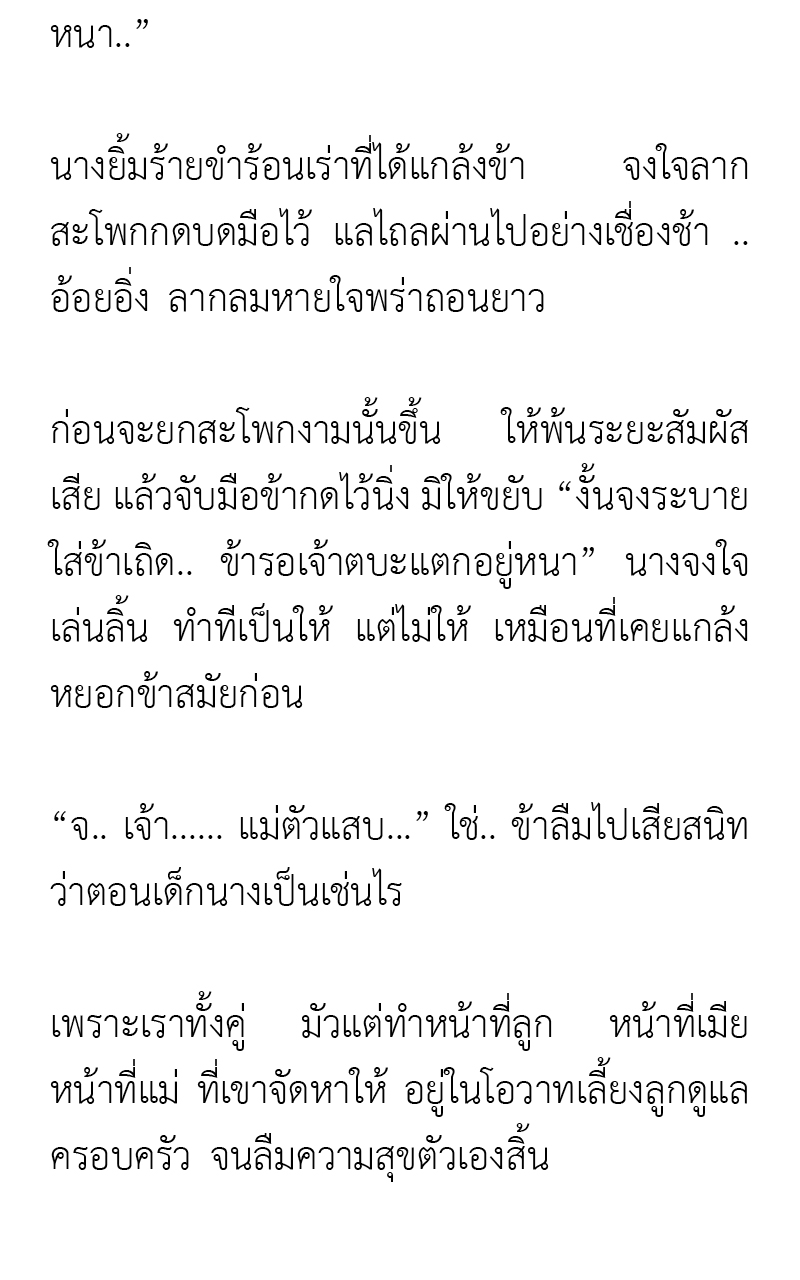 หนา..”
นางยิ้มร้ายขำร้อนเร่าที่ได้แกล้งข้า จงใจลาก
สะโพกกดบดมือไว้ แลไถลผ่านไปอย่างเชื่องช้า ..
อ้อยอิ่ง ลากลมหายใจพร่าถอนยาว
ก่อนจะยกสะโพกงามนั้นขึ้น ให้พ้นระยะสัมผัส
เสีย แล้วจับมือข้ากดไว้นิ่ง มิให้ขยับ “งั้นจงระบาย
ใส่ข้าเถิด.. ข้ารอเจ้าตบะแตกอยู่หนา” นางจงใจ
เล่นลิ้น ทำทีเป็นให้ แต่ไม่ให้ เหมือนที่เคยแกล้ง
หยอกข้าสมัยก่อน
“จ.. เจ้า...... แม่ตัวแสบ...” ใช่.. ข้าลืมไปเสียสนิท
ว่าตอนเด็กนางเป็นเช่นไร
เพราะเราทั้งคู่ มัวแต่ทำหน้าที่ลูก หน้าที่เมีย
หน้าที่แม่ ที่เขาจัดหาให้ อยู่ในโอวาทเลี้ยงลูกดูแล
ครอบครัว จนลืมความสุขตัวเองสิ้น